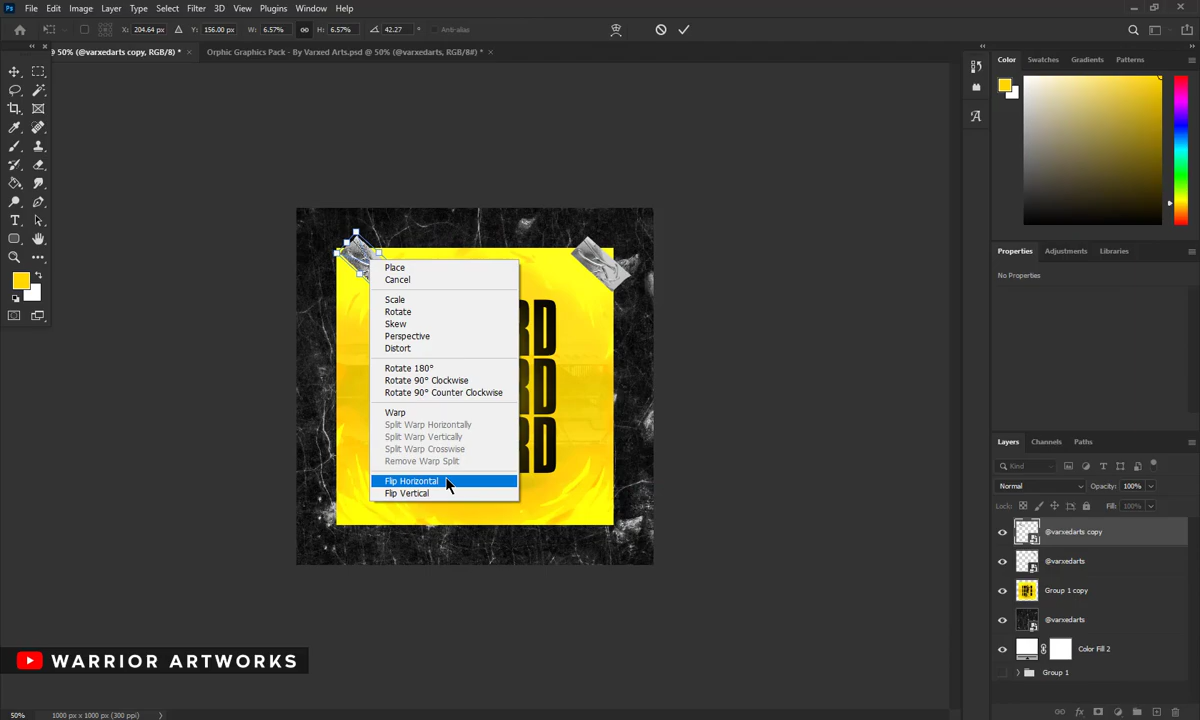 Ps File Edit Image Layer Type Select Filter 3D View Plugins Window Help
X: 204.64 px Y: 156.00 px W: 6.57% H: 6.57% 42.27 Anti-alias
@ 50% (@varxedarts copy, RGB/8) * × Orphic Graphics Pack - By Varxed Arts.psd @ 50% (@varxedarts, RGB/8#) * ×
Color Swatches Gradients Patterns
Place
Cancel
Scale
Rotate
Skew
Perspective
Distort
Rotate 180°
Rotate 90° Clockwise
Rotate 90° Counter Clockwise
Warp
Split Warp Horizontally
Split Warp Vertically
Split Warp Crosswise
Remove Warp Split
Flip Horizontal
Flip Vertical
RD
RD
RD
Properties Adjustments Libraries
No Properties
Layers Channels Paths
Kind
Normal Opacity: 100%
Lock: Fill: 100%
@varxedarts copy
@varxedarts
Group 1 copy
@varxedarts
Color Fill 2
Group 1
WARRIOR ARTWORKS
50% 1000 px x 1000 px (300 ppi)